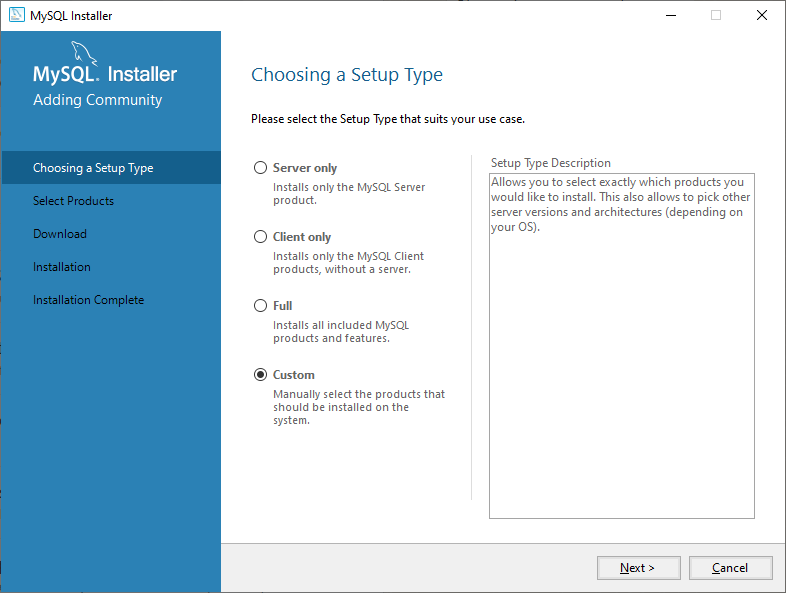 MySQL Installer
MySQL. Installer
Adding Community
Choosing a Setup Type
Select Products
Download
Installation
Installation Complete
Choosing a Setup Type
Please select the Setup Type that suits your use case.
Server only
Installs only the MySQL Server
product.
Client only
Installs only the MySQL Client
products, without a server.
Full
Installs all included MySQL
products and features.
Custom
Manually select the products that
should be installed on the
system.
Setup Type Description
Allows you to select exactly which products you
would like to install. This also allows to pick other
server versions and architectures (depending on
your OS).
Next >
Cancel